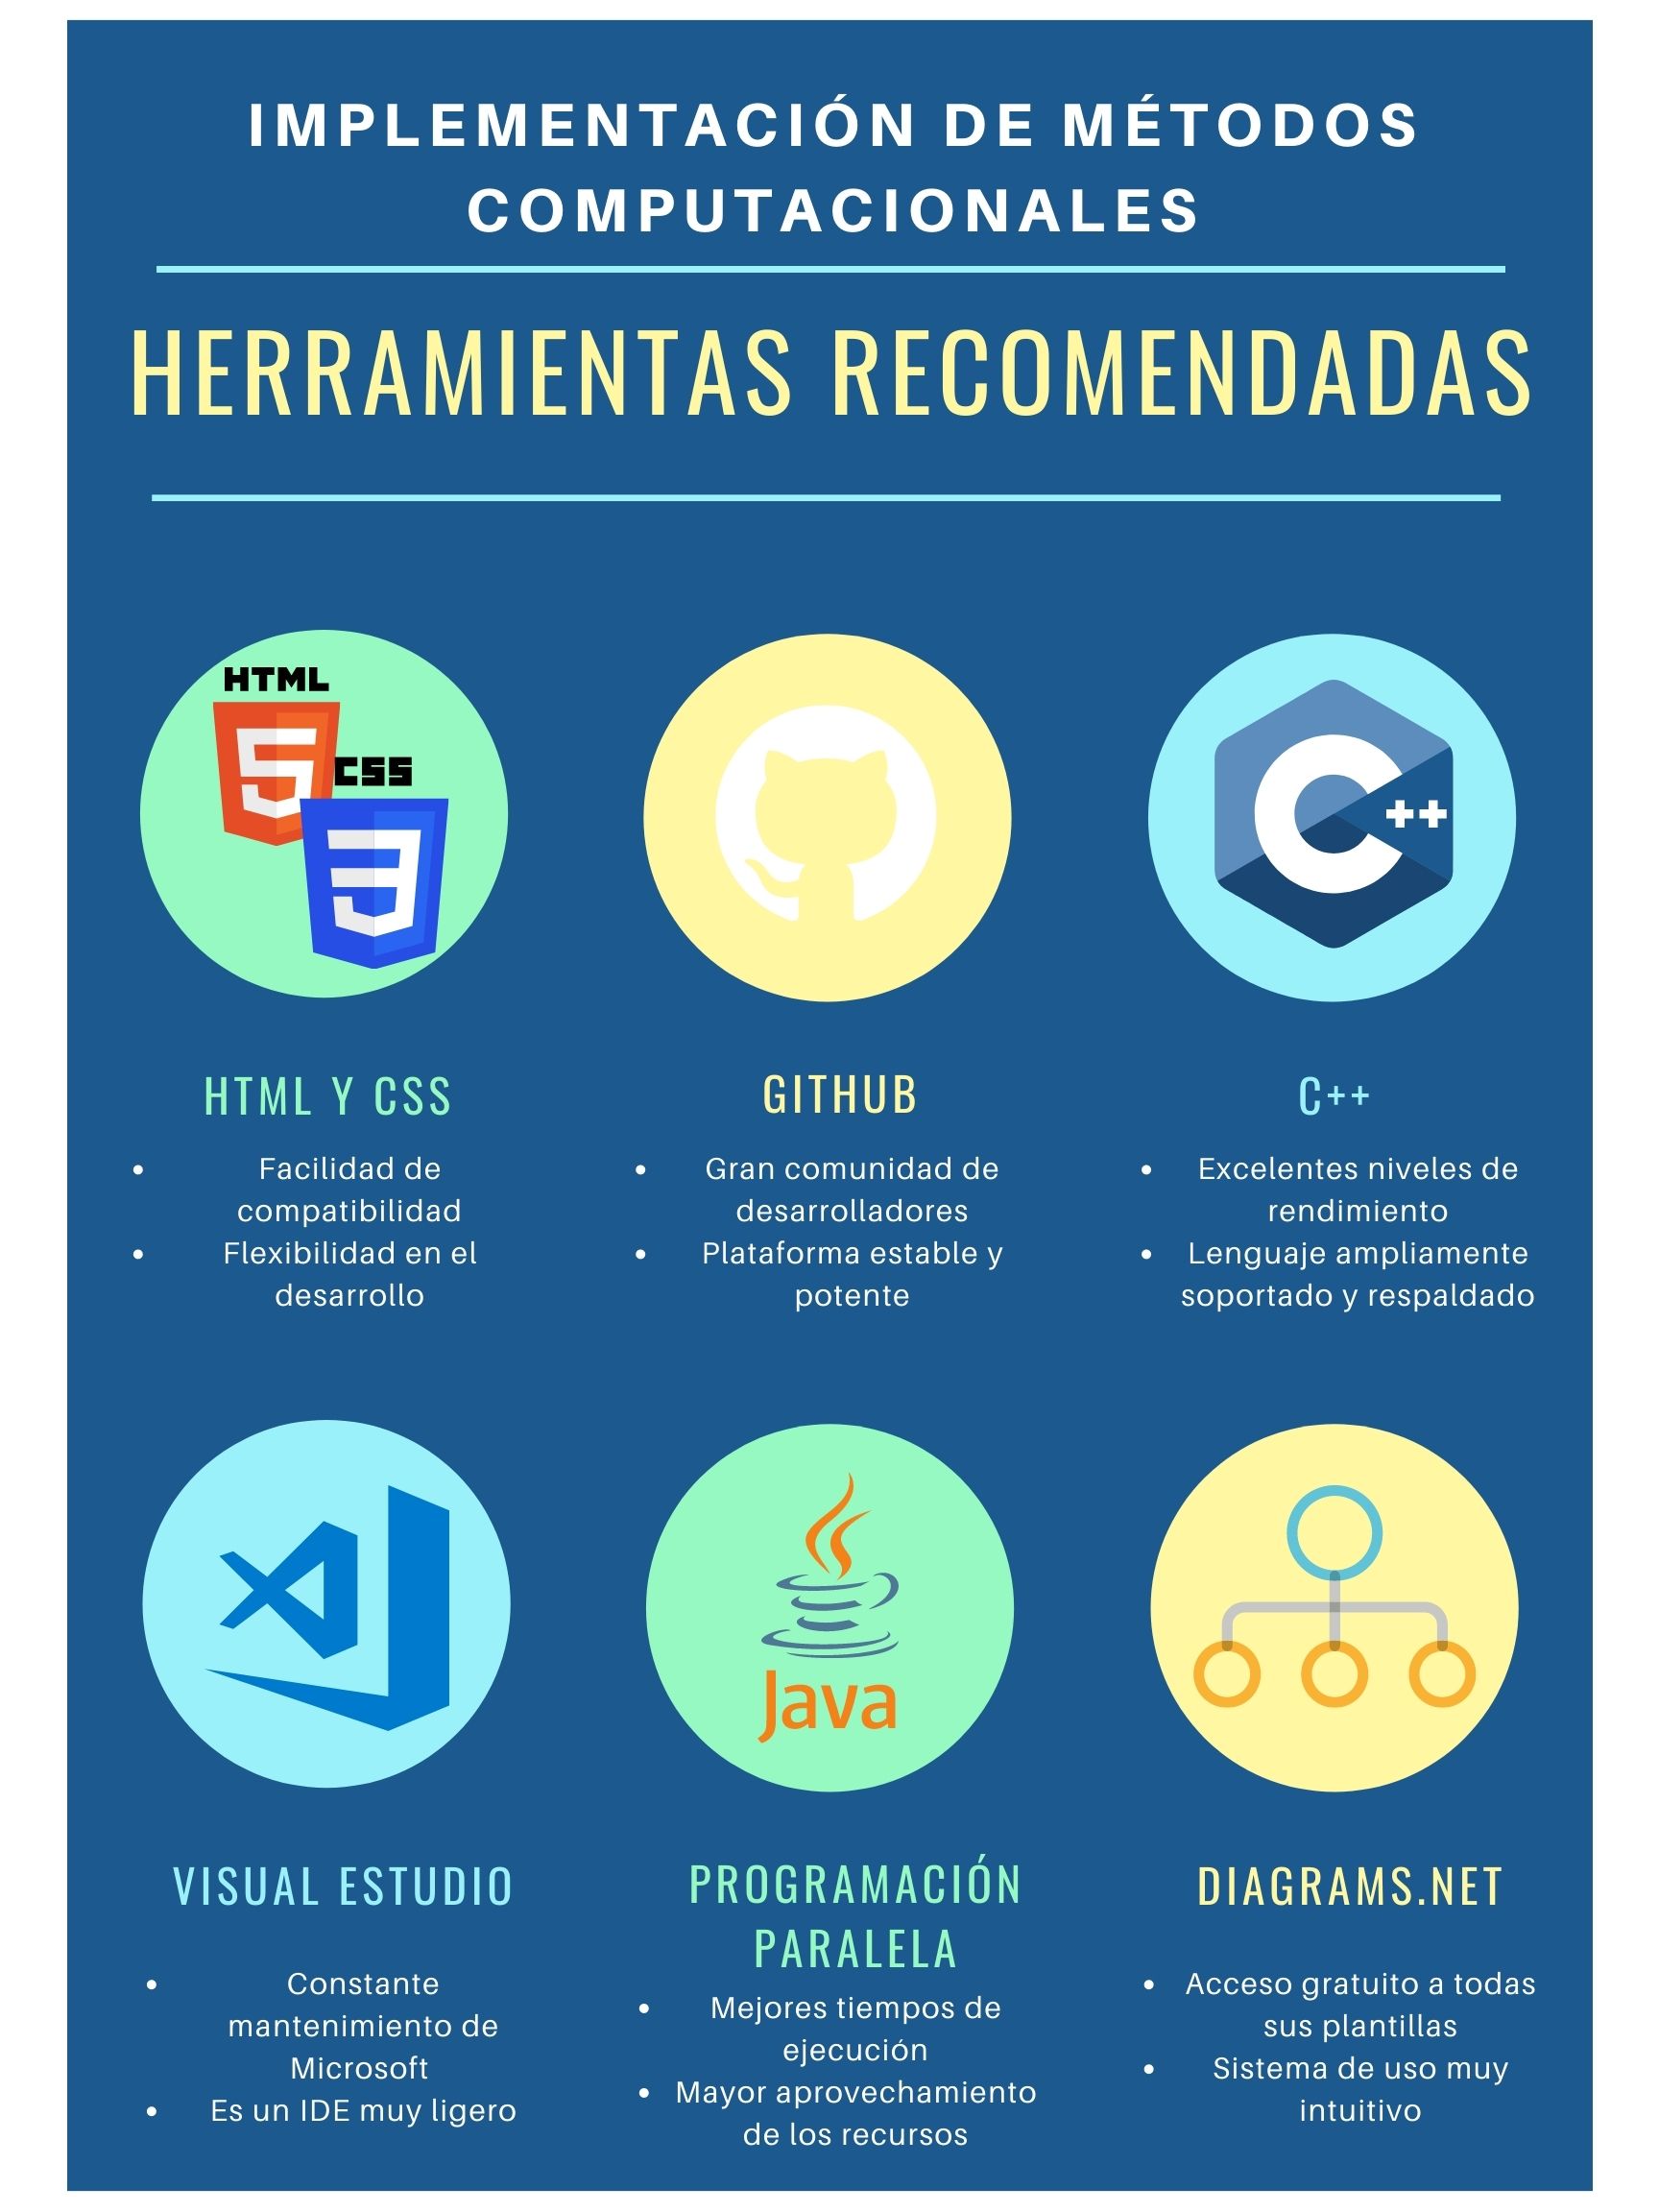 IMPLEMENTACIÓN DE MÉTODOS
COMPUTACIONALES
HERRAMIENTAS RECOMENDADAS
HTML
CSS
C++
HTML Y CSS
• Facilidad de
compatibilidad
• Flexibilidad en el
desarrollo
GITHUB
• Gran comunidad de
desarrolladores
• Plataforma estable y
potente
C++
• Excelentes niveles de
rendimiento
• Lenguaje ampliamente
soportado y respaldado
Java
VISUAL ESTUDIO
• Constante
mantenimiento de
Microsoft
• Es un IDE muy ligero
PROGRAMACIÓN
PARALELA
• Mejores tiempos de
ejecución
• Mayor aprovechamiento
de los recursos
DIAGRAMS.NET
• Acceso gratuito a todas
sus plantillas
• Sistema de uso muy
intuitivo